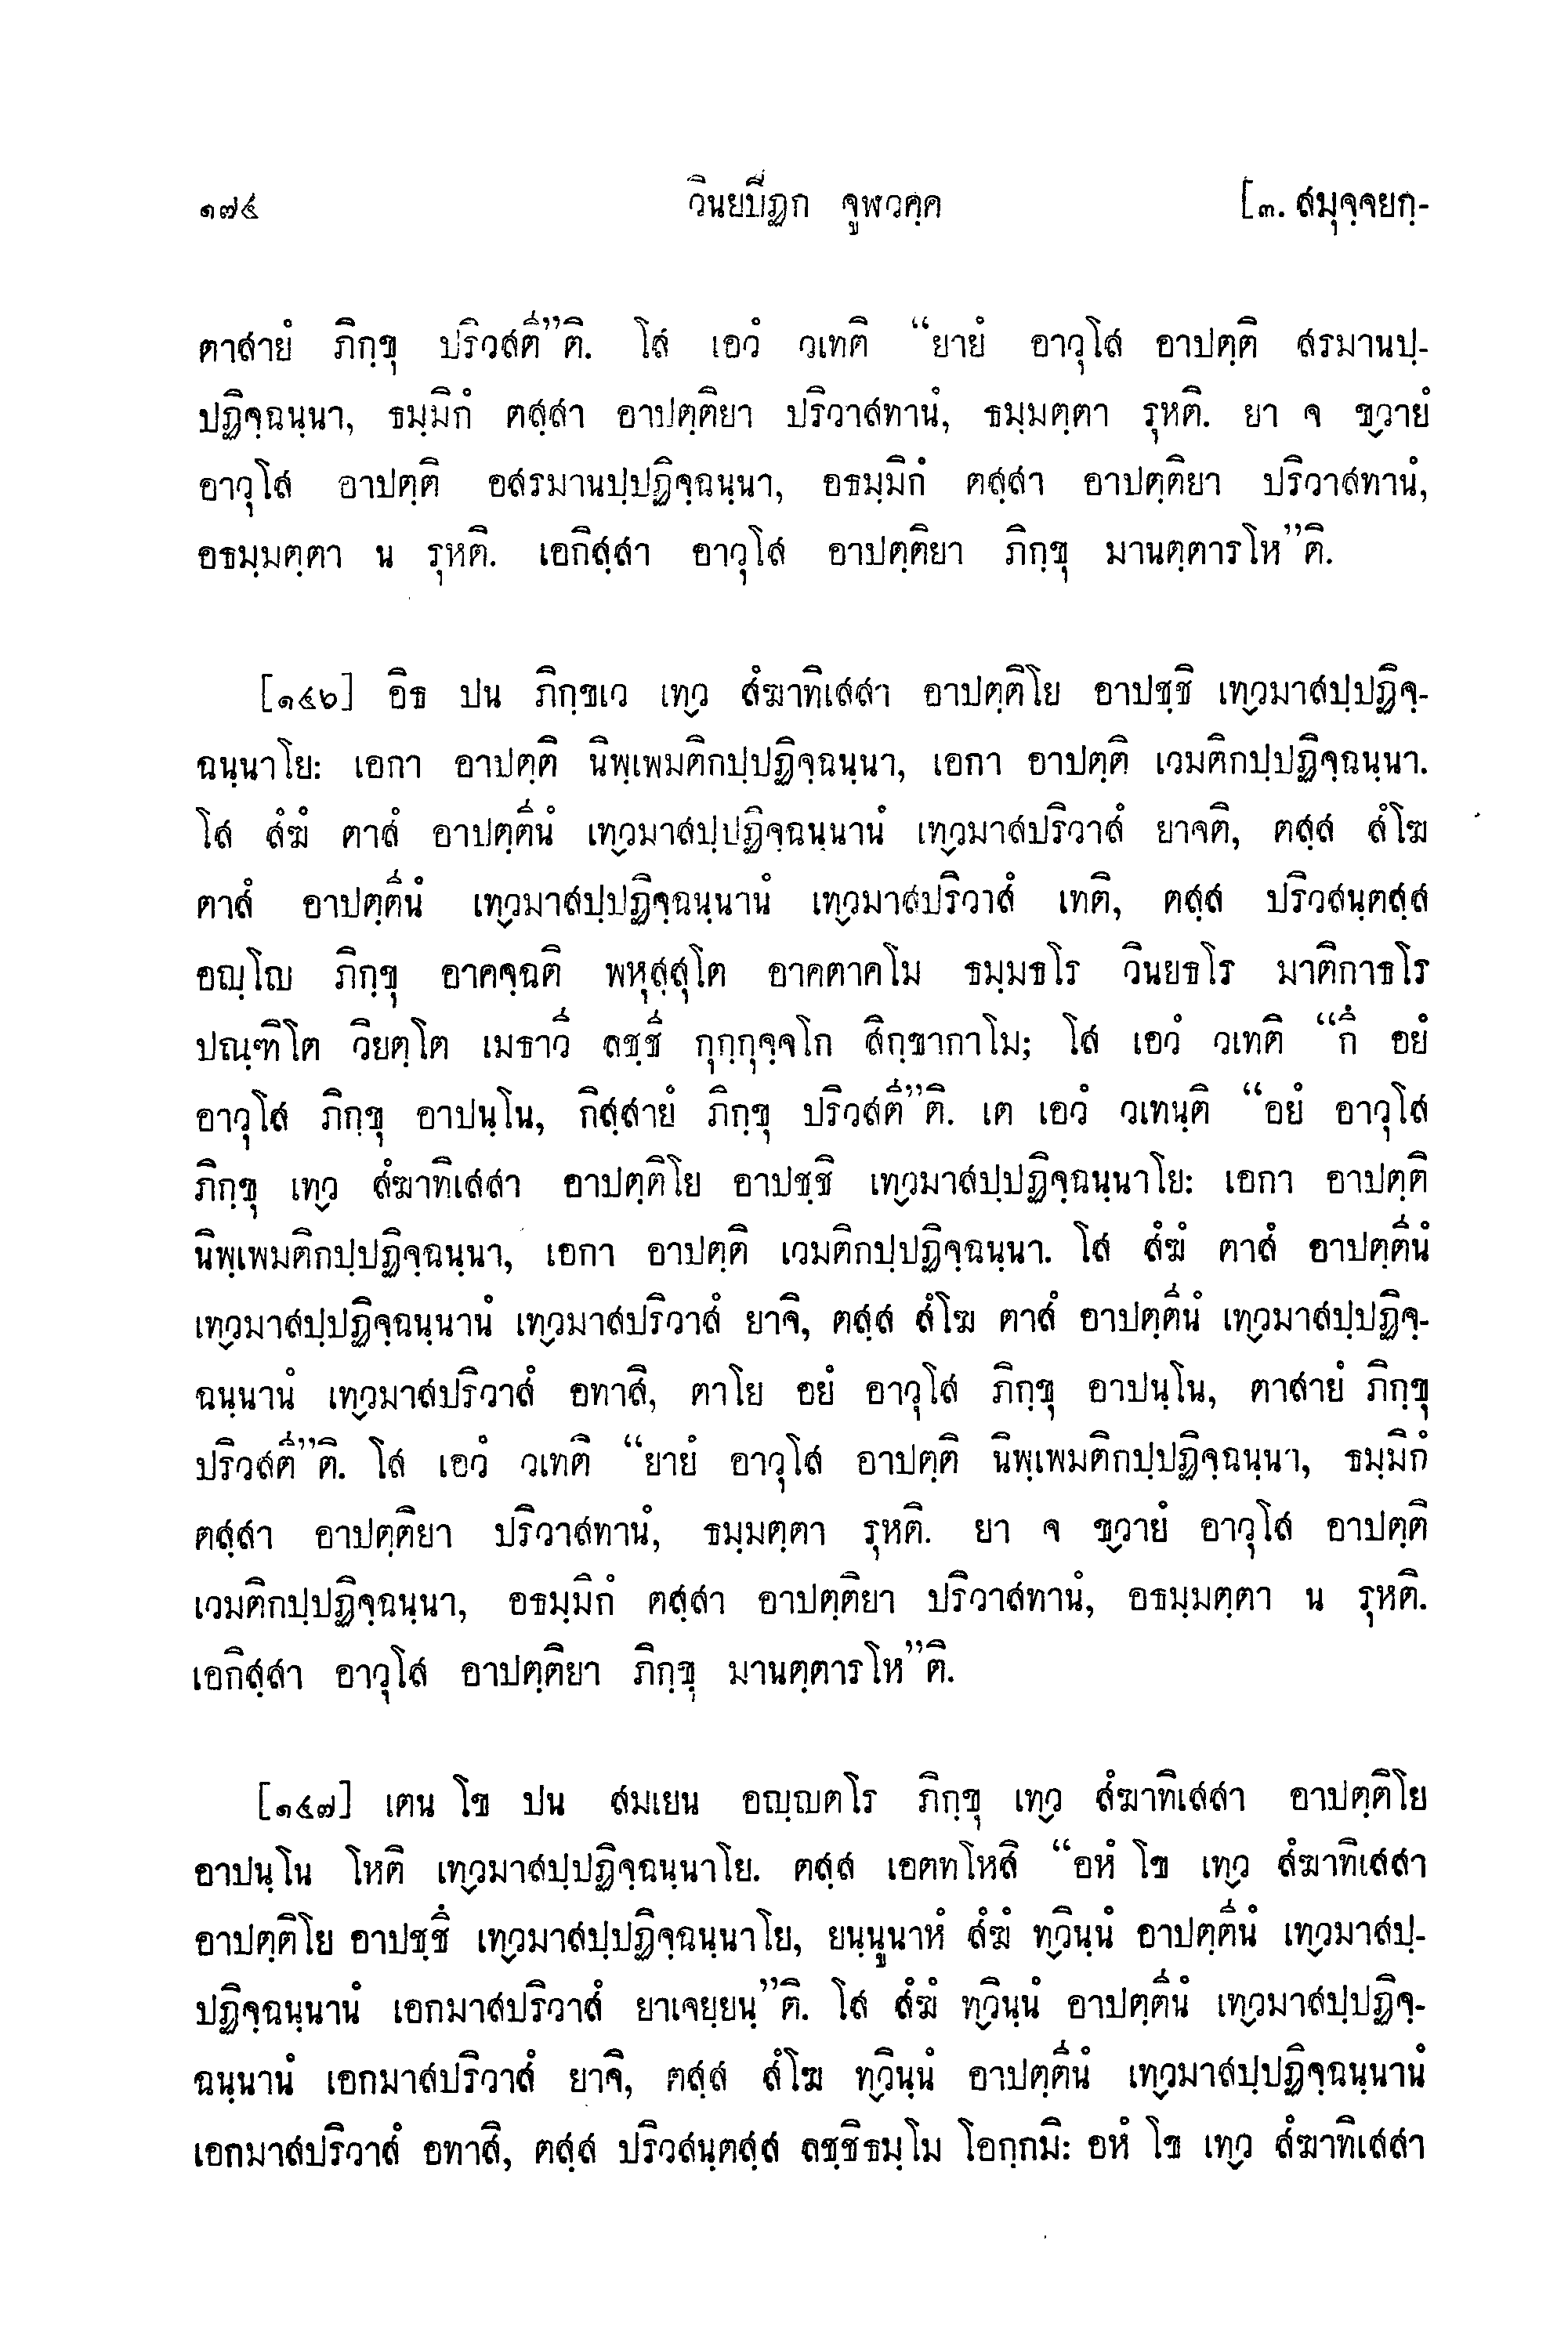 ๑๗๔ วินยปิฏก จูฬวคฺค [๓. สมุจฺจยกฺ-
ตาสายํ ภิกฺขุ ปริวสตี”ติ. โส เอวํ วเทติ “ยายํ อาวุโส อาปตฺติ สรมานปฺ-
ปฏิจฺฉนฺนา, ธมฺมิกํ ตสฺสา อาปตฺติยา ปริวาสทานํ, ธมฺมตฺตา รุหติ. ยา จ ขฺวายํ
อาวุโส อาปตฺติ อสรมานปฺปฏิจฺฉนฺนา, อธมฺมิกํ ตสฺสา อาปตฺติยา ปริวาสทานํ,
อธมฺมตฺตา น รุหติ. เอกิสฺสา อาวุโส อาปตฺติยา ภิกฺขุ มานตฺตารโห”ติ.
[๑๔๖] อิธ ปน ภิกฺขเว เทฺว สํฆาทิเสสา อาปตฺติโย อาปชฺชิ เทฺวมาสปฺปฏิจฺ-
ฉนฺนาโย: เอกา อาปตฺติ นิพฺเพมติกปฺปฏิจฺฉนฺนา, เอกา อาปตฺติ เวมติกปฺปฏิจฺฉนฺนา.
โส สํฆํ ตาสํ อาปตฺตีนํ เทฺวมาสปฺปฏิจฺฉนฺนานํ เทฺวมาสปริวาสํ ยาจติ, ตสฺส สํโฆ
ตาสํ อาปตฺตีนํ เทฺวมาสปฺปฏิจฺฉนฺนานํ เทฺวมาสปริวาสํ เทติ, ตสฺส ปริวสนฺตสฺส
อญฺโญ ภิกฺขุ อาคจฺฉติ พหุสฺสุโต อาคตาคโม ธมฺมธโร วินยธโร มาติกาธโร
ปณฺฑิโต วิยตฺโต เมธาวี ลชฺชี กุกฺกุจฺจโก สิกฺขากาโม; โส เอวํ วเทติ “กึ อยํ
อาวุโส ภิกฺขุ อาปนฺโน, กิสฺสายํ ภิกฺขุ ปริวสตี”ติ. เต เอวํ วเทนฺติ “อยํ อาวุโส
ภิกฺขุ เทฺว สํฆาทิเสสา อาปตฺติโย อาปชฺชิ เทฺวมาสปฺปฏิจฺฉนฺนาโย: เอกา อาปตฺติ
นิพฺเพมติกปฺปฏิจฺฉนฺนา, เอกา อาปตฺติ เวมติกปฺปฏิจฺฉนฺนา. โส สํฆํ ตาสํ อาปตฺตีนํ
เทฺวมาสปฺปฏิจฺฉนฺนานํ เทฺวมาสปริวาสํ ยาจิ, ตสฺส สํโฆ ตาสํ อาปตฺตีนํ เทฺวมาสปฺปฏิจฺ-
ฉนฺนานํ เทฺวมาสปริวาสํ อทาสิ, ตาโย อยํ อาวุโส ภิกฺขุ อาปนฺโน, ตาสายํ ภิกฺขุ
ปริวสตี”ติ. โส เอวํ วเทติ “ยายํ อาวุโส อาปตฺติ นิพฺเพมติกปฺปฏิจฺฉนฺนา, ธมฺมิกํ
ตสฺสา อาปตฺติยา ปริวาสทานํ, ธมฺมตฺตา รุหติ. ยา จ ขฺวายํ อาวุโส อาปตฺติ
เวมติกปฺปฏิจฺฉนฺนา, อธมฺมิกํ ตสฺสา อาปตฺติยา ปริวาสทานํ, อธมฺมตฺตา น รุหติ.
เอกิสฺสา อาวุโส อาปตฺติยา ภิกฺขุ มานตฺตารโห”ติ.
[๑๔๗] เตน โข ปน สมเยน อญฺญตโร ภิกฺขุ เทฺว สํฆาทิเสสา อาปตฺติโย
อาปนฺโน โหติ เทฺวมาสปฺปฏิจฺฉนฺนาโย. ตสฺส เอตทโหสิ “อหํ โข เทฺว สํฆาทิเสสา
อาปตฺติโย อาปชฺชึ เทฺวมาสปฺปฏิจฺฉนฺนาโย, ยนฺนูนาหํ สํฆํ ทฺวินฺนํ อาปตฺตีนํ เทฺวมาสปฺ-
ปฏิจฺฉนฺนานํ เอกมาสปริวาสํ ยาเจยฺยนฺ”ติ. โส สํฆํ ทฺวินฺนํ อาปตฺตีนํ เทฺวมาสปฺปฏิจฺ-
ฉนฺนานํ เอกมาสปริวาสํ ยาจิ, ตสฺส สํโฆ ทฺวินฺนํ อาปตฺตีนํ เทฺวมาสปฺปฏิจฺฉนฺนานํ
เอกมาสปริวาสํ อทาสิ, ตสฺส ปริวสนฺตสฺส ลชฺชิธมฺโม โอกฺกมิ: อหํ โข เทฺว สํฆาทิเสสา